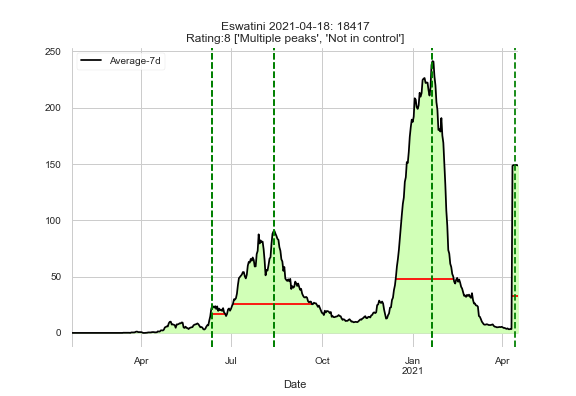 Eswatini 2021-04-18: 18417
Rating:8 ['Multiple peaks', 'Not in control']
Average-7d
250
200
150
100
50
0
Apr
Jul
Oct
Jan
2021
Apr
Date